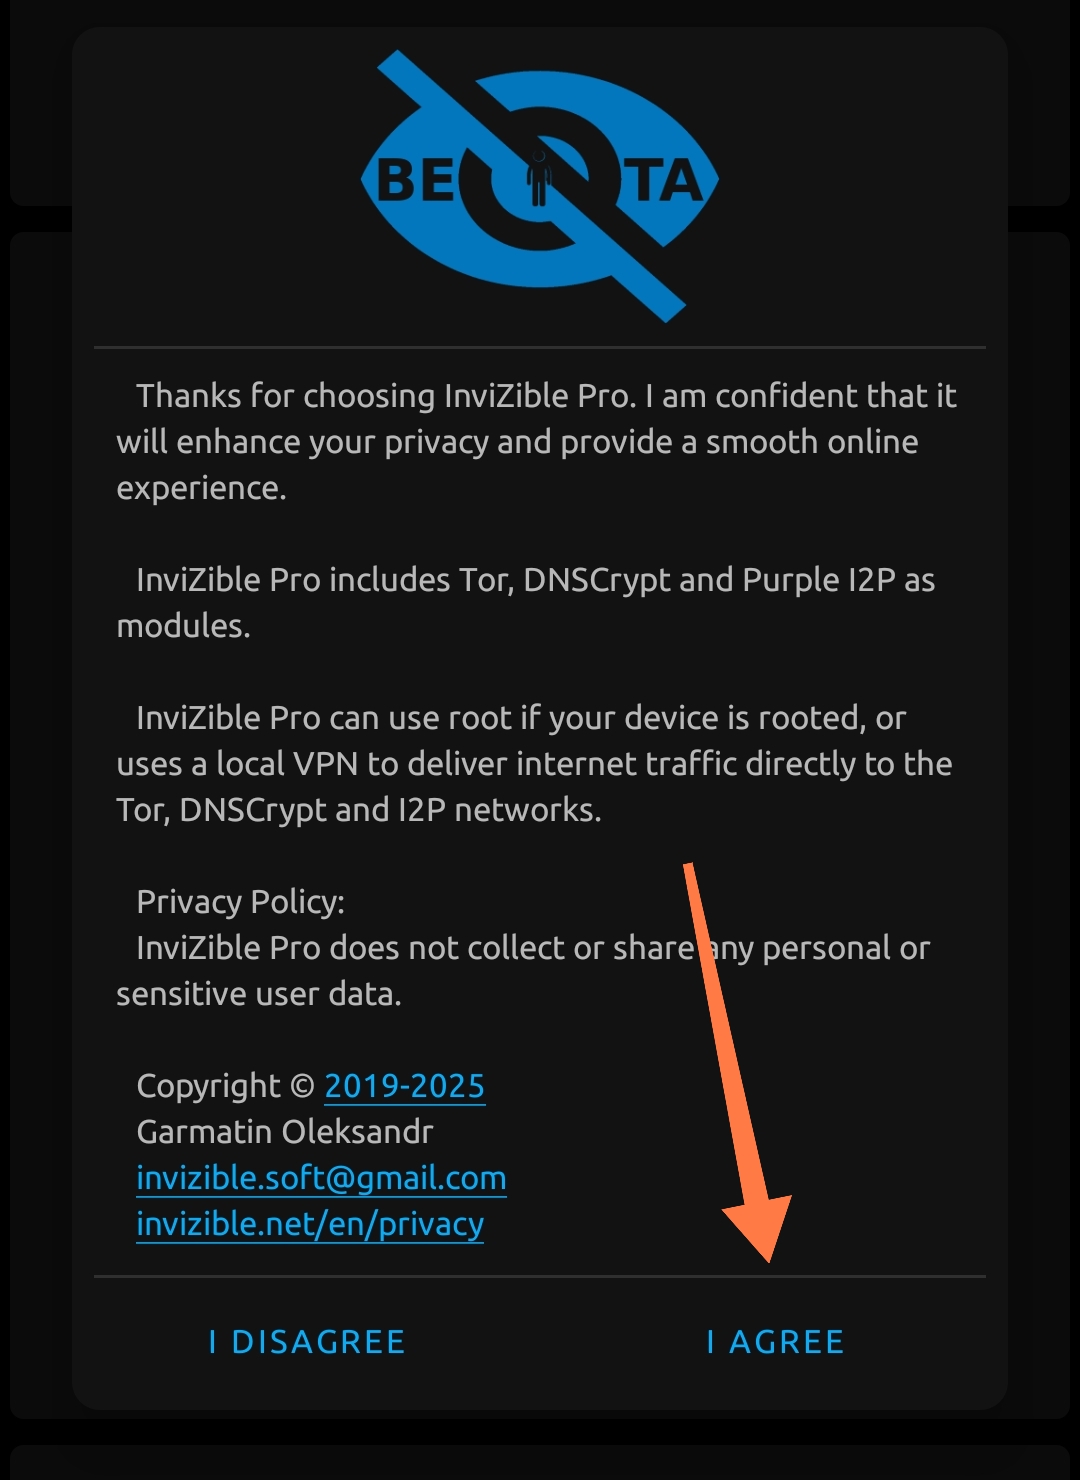 BETA
Thanks for choosing InviZible Pro. I am confident that it
will enhance your privacy and provide a smooth online
experience.
InviZible Pro includes Tor, DNSCrypt and Purple I2P as
modules.
InviZible Pro can use root if your device is rooted, or
uses a local VPN to deliver internet traffic directly to the
Tor, DNSCrypt and I2P networks.
Privacy Policy:
InviZible Pro does not collect or share any personal or
sensitive user data.
Copyright © 2019-2025
Garmatin Oleksandr
invizible.soft@gmail.com
invizible.net/en/privacy
I DISAGREE I AGREE